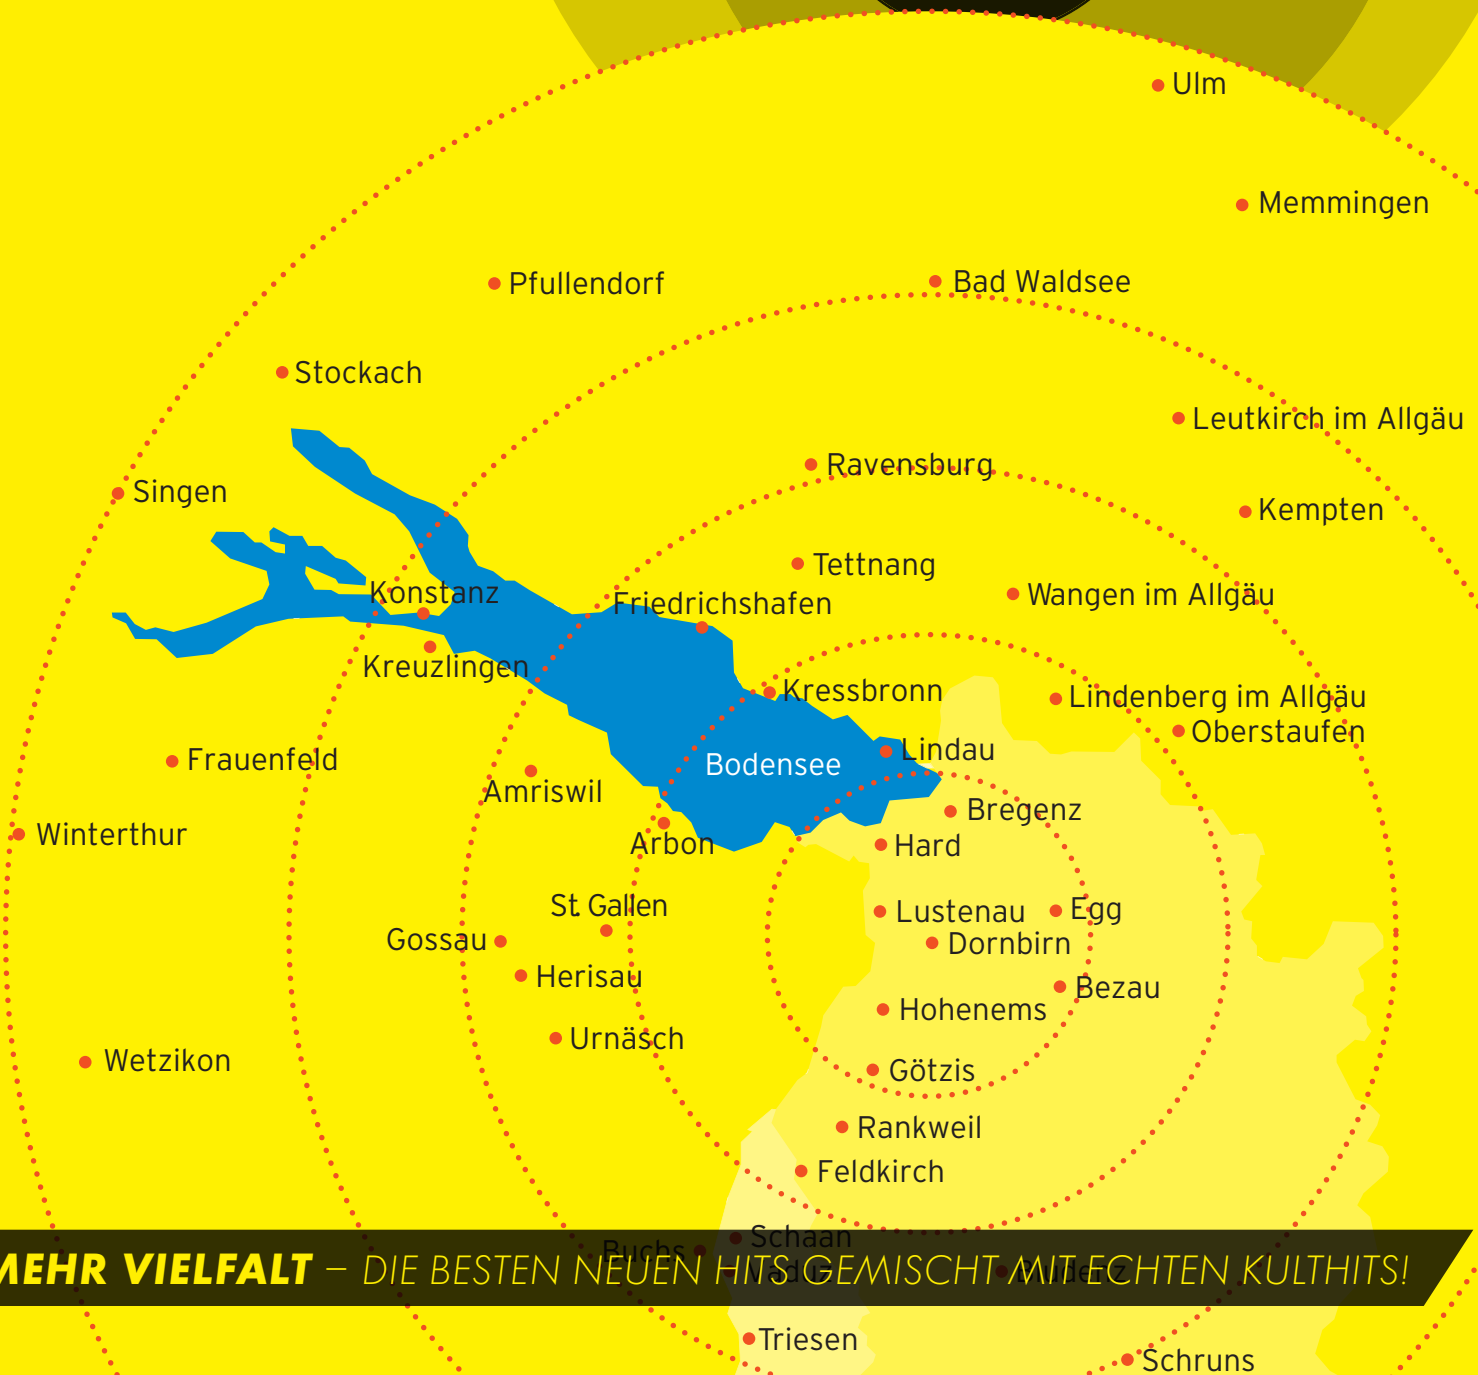 Ulm
Memmingen
Pfullendorf
Bad Waldsee
Stockach
Leutkirch im Allgäu
Ravensburg
Singen
Kempten
Tettnang
Konstanz
Friedrichshafen
Wangen im Allgäu
Kreuzlingen
Kressbronn
Lindenberg im Allgäu
Oberstaufen
Frauenfeld
Bodensee
Lindau
Amriswil
Bregenz
Winterthur
Arbon
Hard
St. Gallen
Lustenau
Egg
Gossau
Dornbirn
Herisau
Bezau
Hohenems
Urnäsch
Wetzikon
Götzis
Rankweil
Feldkirch
Schaan
Buchs
Vaduz
Bludenz
MEHR VIELFALT – DIE BESTEN NEUEN HITS GEMISCHT MIT ECHTEN KULTHITS!
Triesen
Schruns